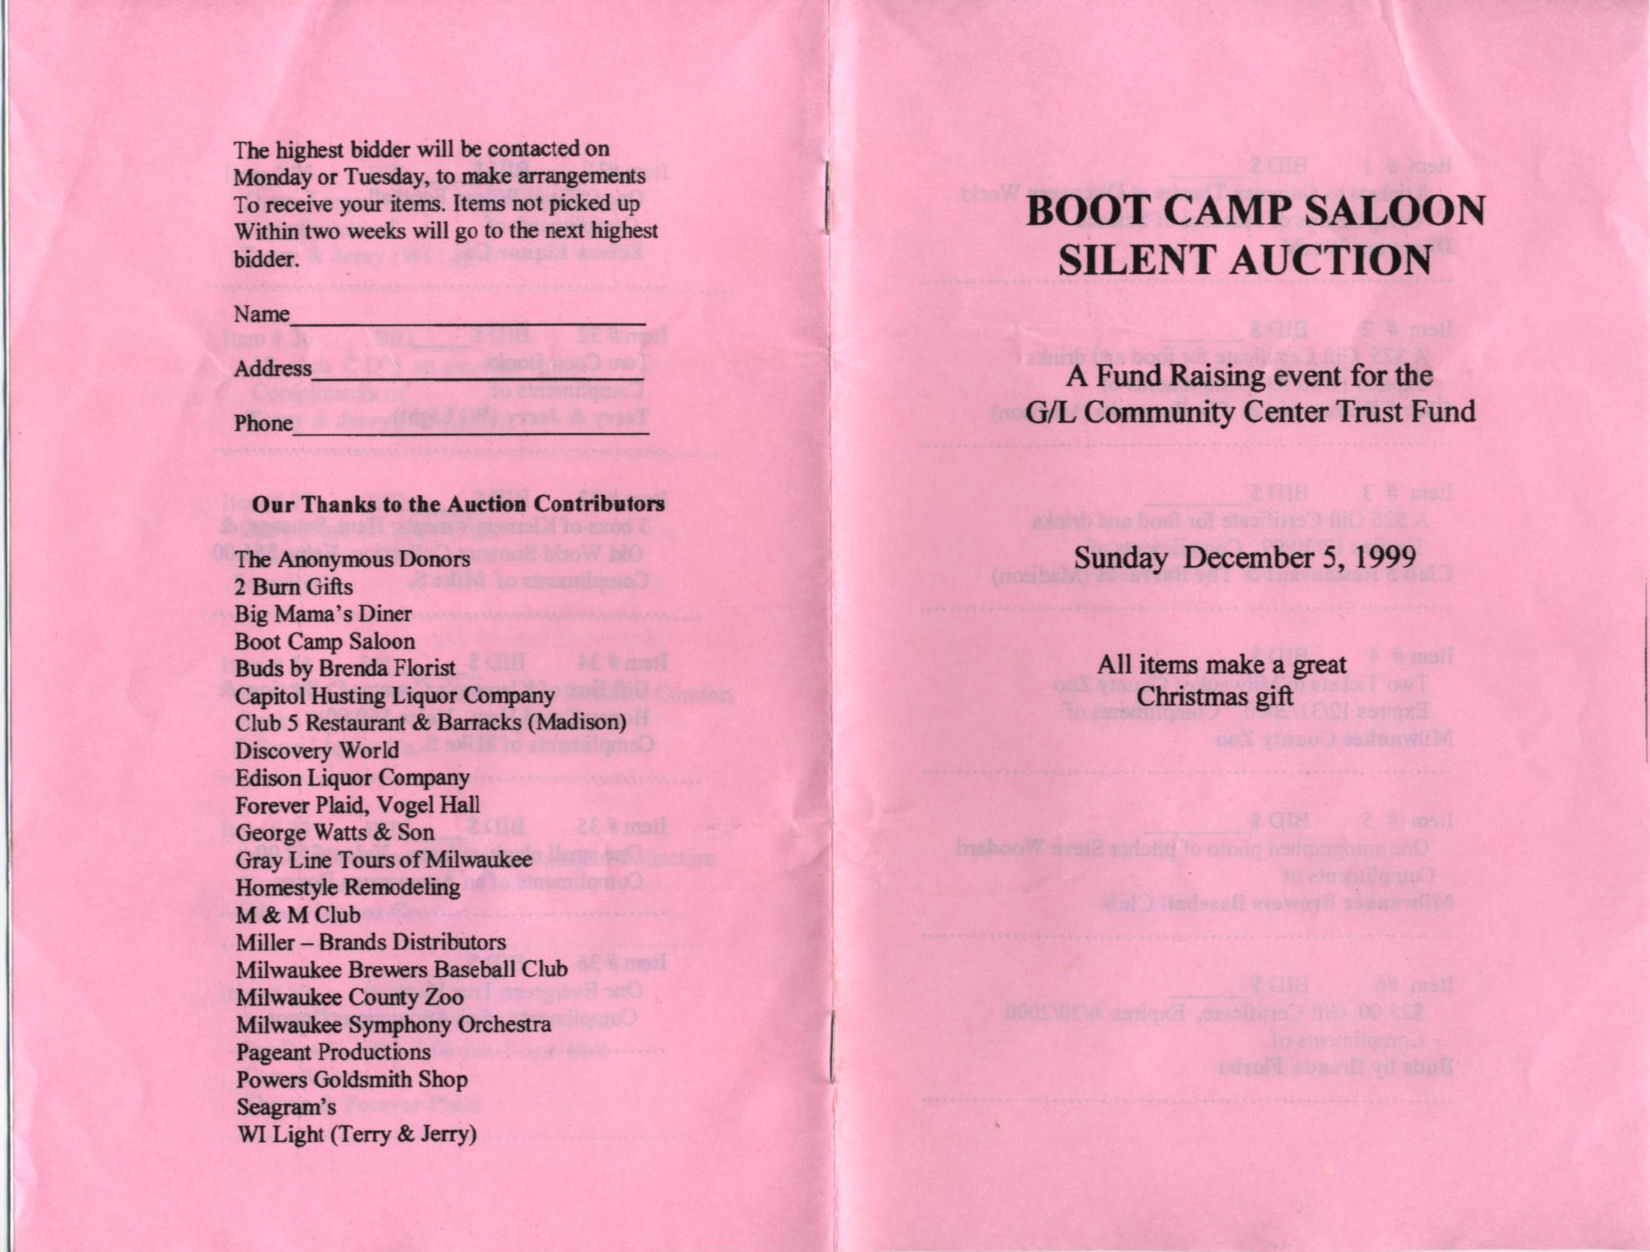 The highest bidder will be contacted on
Monday or Tuesday, to make arrangements
To receive your items. Items not picked up
Within two weeks will go to the next highest
bidder.
Name
Address
Phone
Our Thanks to the Auction Contributors
The Anonymous Donors
2 Burn Gifts
Big Mama's Diner
Boot Camp Saloon
Buds by Brenda Florist
Capitol Husting Liquor Company
Club 5 Restaurant & Barracks (Madison)
Discovery World
Edison Liquor Company
Forever Plaid, Vogel Hall
George Watts & Son
Gray Line Tours of Milwaukee
Homestyle Remodeling
M & M Club
Miller – Brands Distributors
Milwaukee Brewers Baseball Club
Milwaukee County Zoo
Milwaukee Symphony Orchestra
Pageant Productions
Powers Goldsmith Shop
Seagram's
WI Light (Terry & Jerry)
BOOT CAMP SALOON
SILENT AUCTION
A Fund Raising event for the
G/L Community Center Trust Fund
Sunday December 5, 1999
All items make a great
Christmas gift